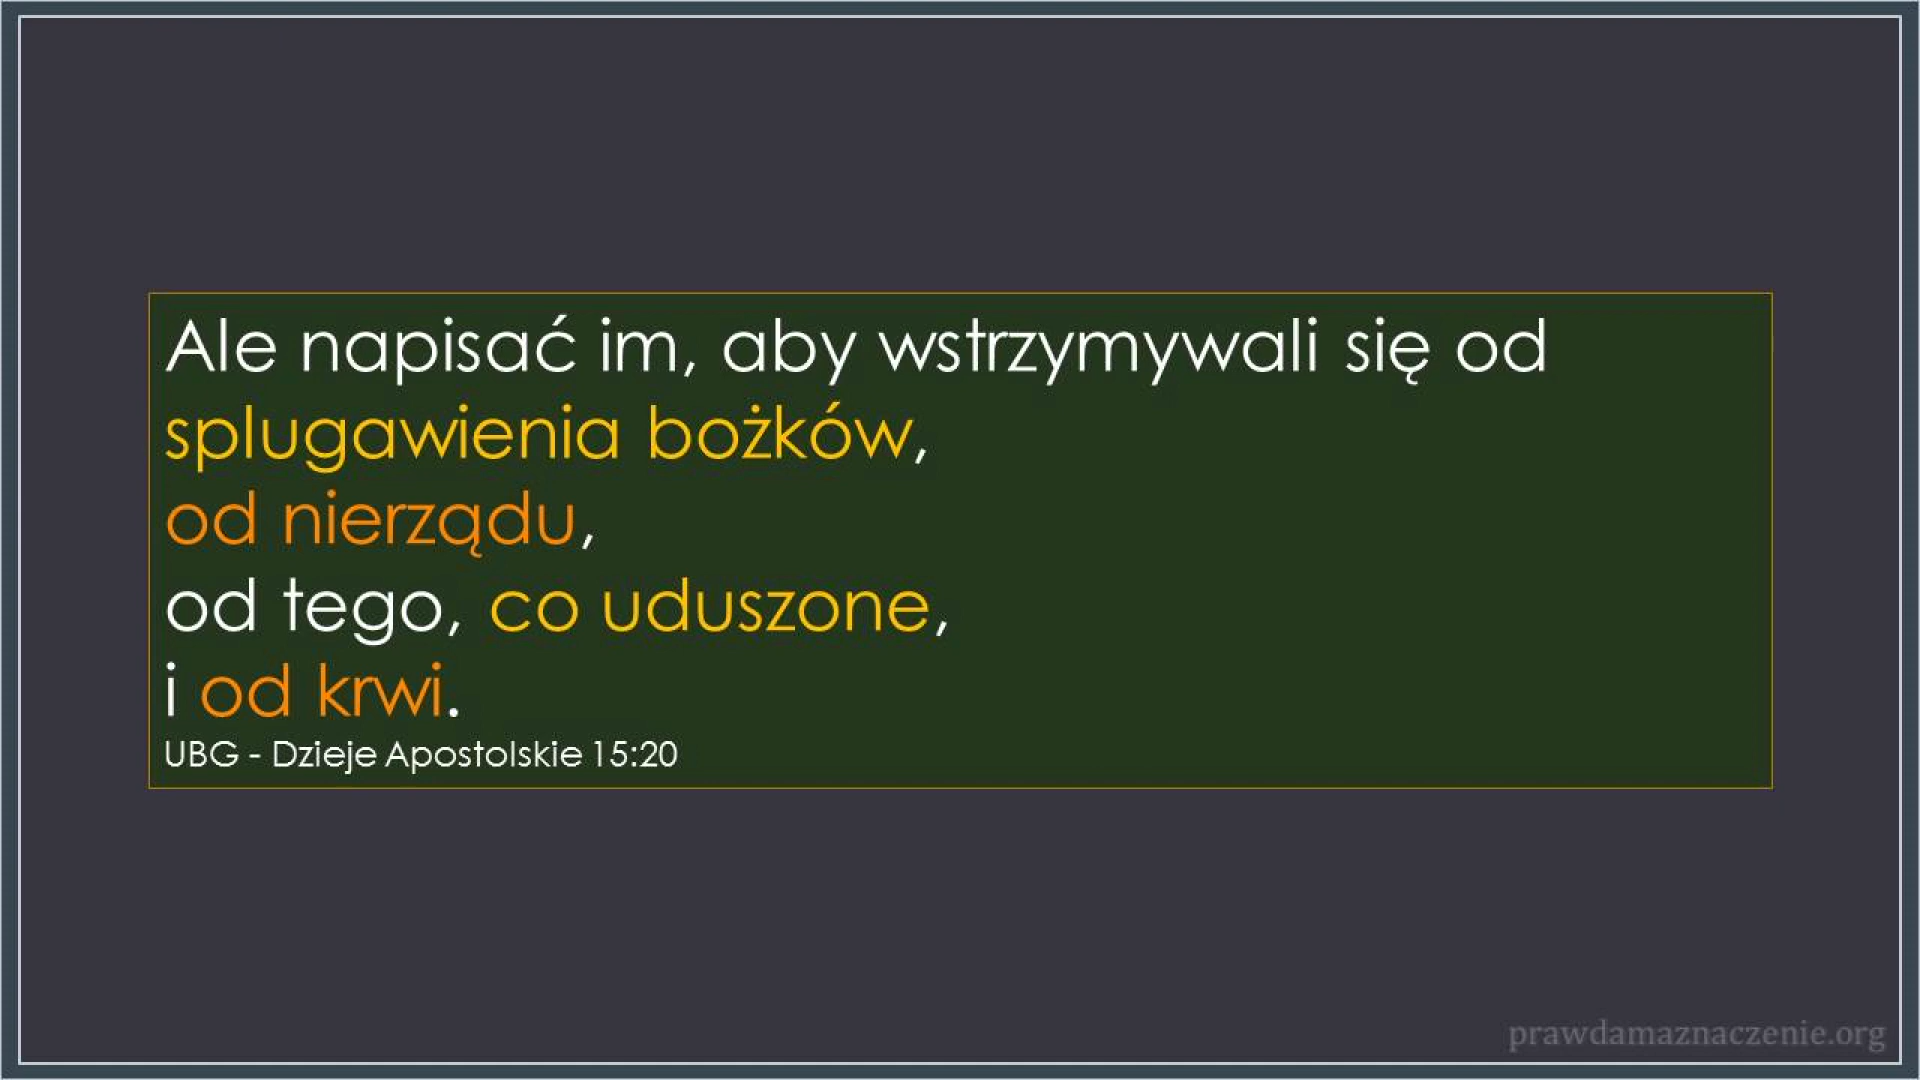 Ale napisać im, aby wstrzymywali się od
splugawienia bożków,
od nierządu,
od tego, co uduszone,
i od krwi.
UBG - Dzieje Apostolskie 15:20
prawdamaznaczenie.org